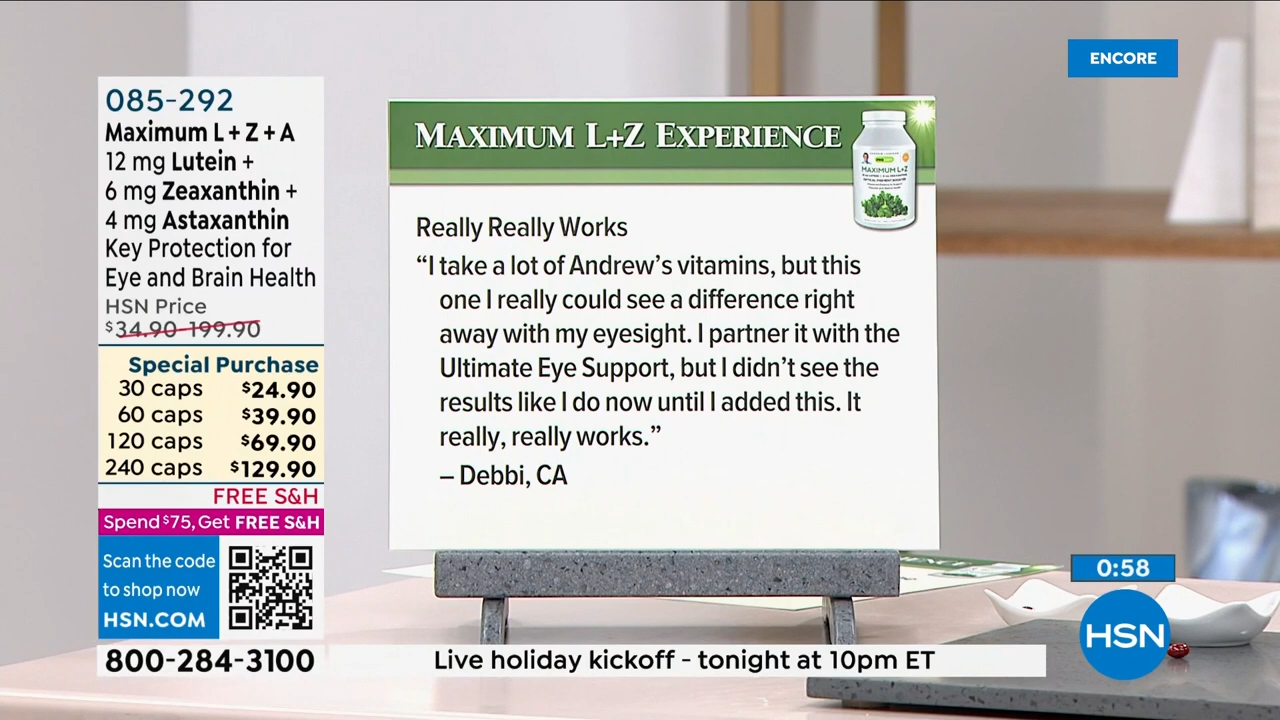 ENCORE
085-292
Maximum L + Z + A
12 mg Lutein +
6 mg Zeaxanthin +
4 mg Astaxanthin
Key Protection for
Eye and Brain Health
HSN Price
$34.90-199.90
Special Purchase
30 caps $24.90
60 caps $39.90
120 caps $69.90
240 caps $129.90
FREE S&H
Spend $75, Get FREE S&H
Scan the code
to shop now
HSN.COM
800-284-3100
MAXIMUM L+Z EXPERIENCE
MAXIMUM L+Z
Really Really Works
“I take a lot of Andrew’s vitamins, but this
one I really could see a difference right
away with my eyesight. I partner it with the
Ultimate Eye Support, but I didn’t see the
results like I do now until I added this. It
really, really works.”
– Debbi, CA
0:58
HSN
Live holiday kickoff - tonight at 10pm ET